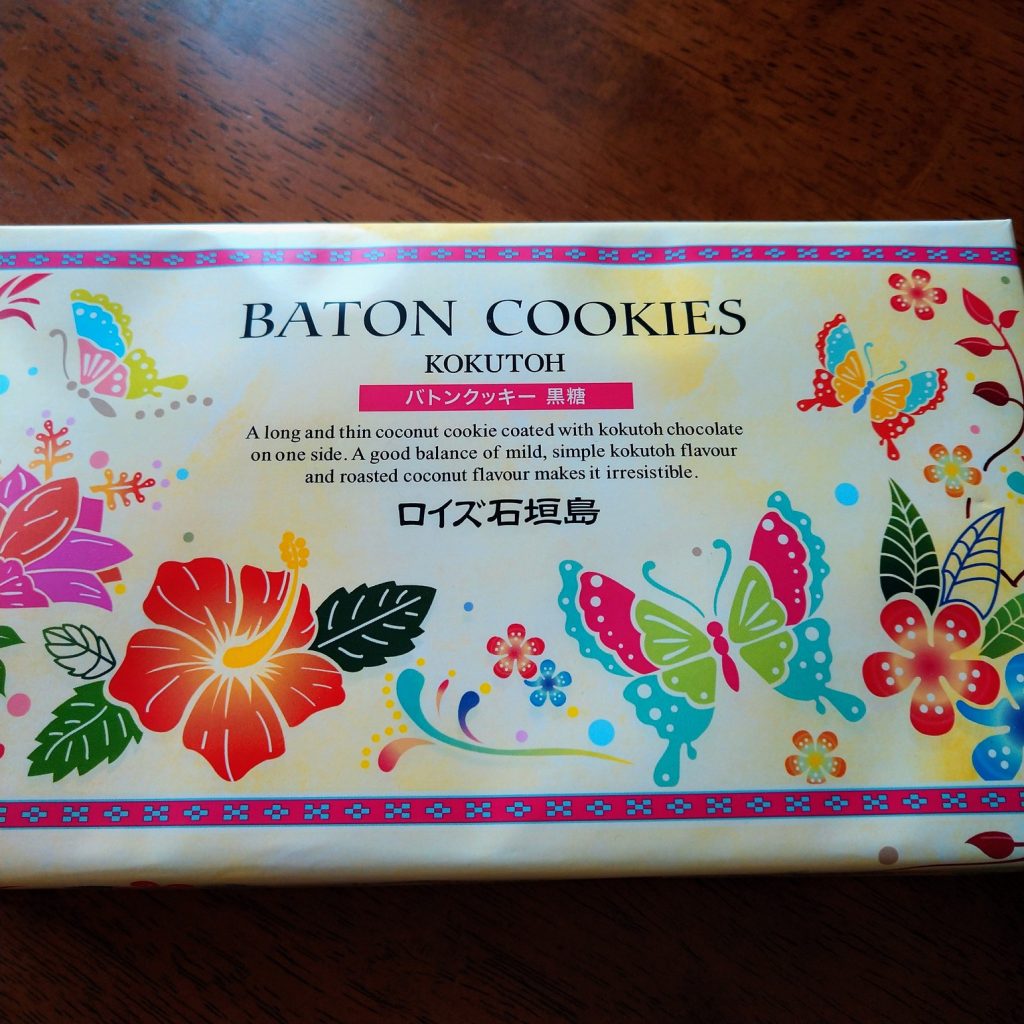 BATON COOKIES
KOKUTOH
バトンクッキー 黒糖
A long and thin coconut cookie coated with kokutoh chocolate
on one side. A good balance of mild, simple kokutoh flavour
and roasted coconut flavour makes it irresistible.
ロイズ石垣島